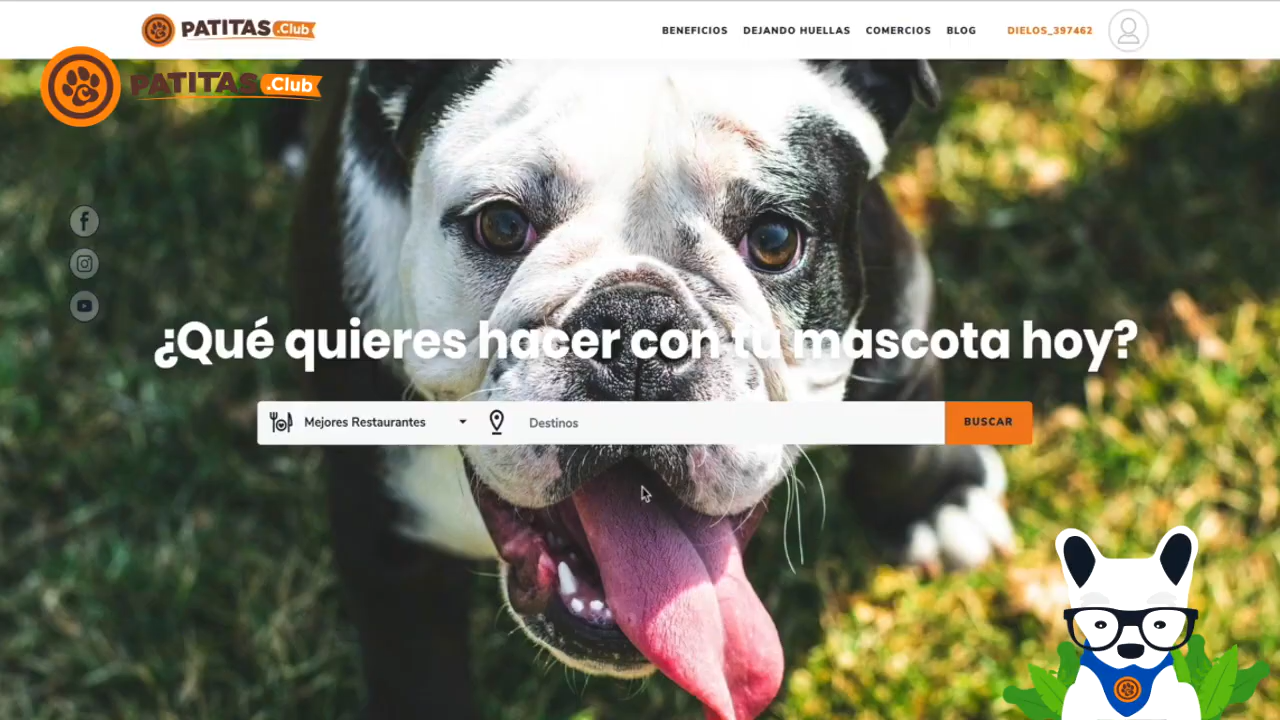 PATITAS .Club
BENEFICIOS DEJANDO HUELLAS COMERCIOS BLOG DIELOS_397462
PATITAS .Club
¿Qué quieres hacer con tu mascota hoy?
Mejores Restaurantes Destinos BUSCAR